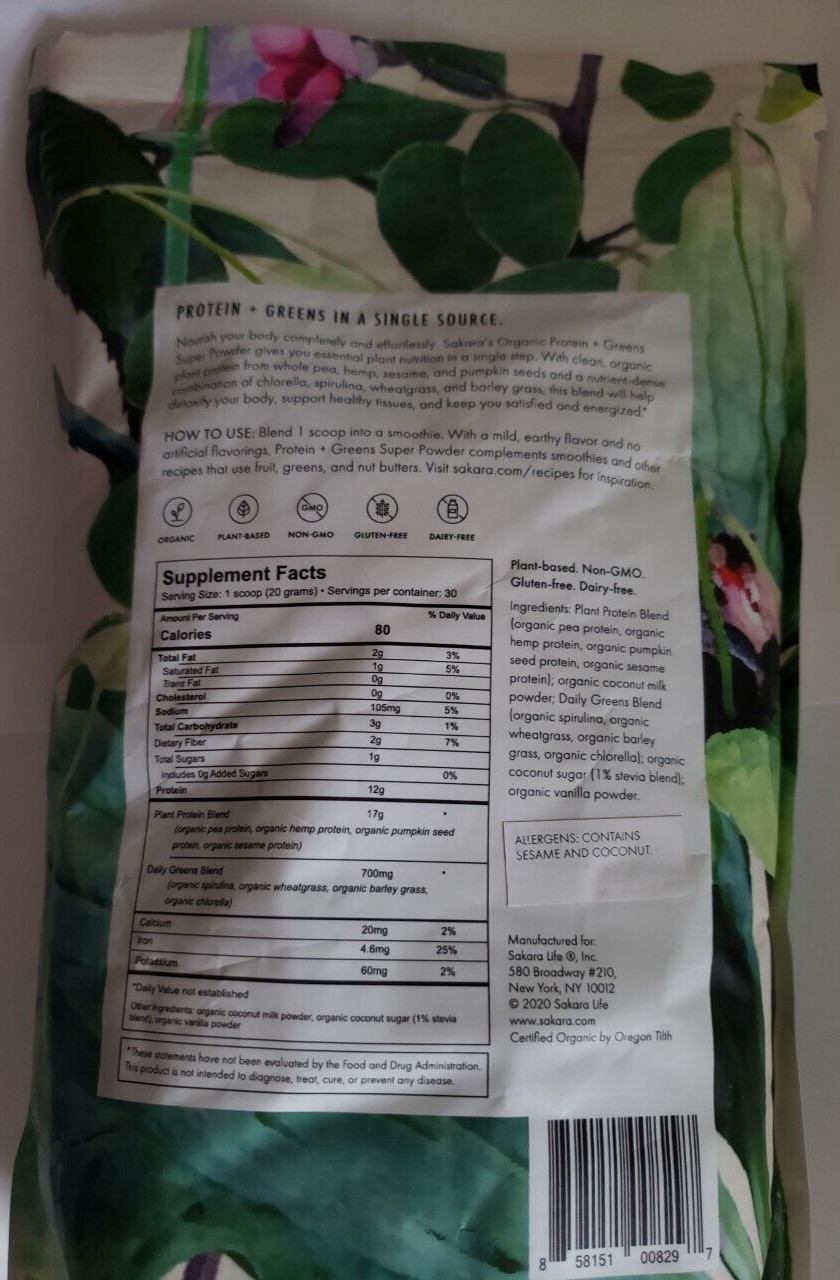 PROTEIN + GREENS IN A SINGLE SOURCE.
Nourish your body completely and effortlessly. Sakara's Organic Protein + Greens
Super Powder gives you essential plant nutrition in a single step. With clean, organic
plant protein from whole pea, hemp, sesame, and pumpkin seeds and a nutrient-dense
combination of chlorella, spirulina, wheatgrass, and barley grass, this blend will help
detoxify your body, support healthy tissues, and keep you satisfied and energized*
HOW TO USE: Blend 1 scoop into a smoothie. With a mild, earthy flavor and no
artificial flavorings, Protein + Greens Super Powder complements smoothies and other
recipes that use fruit, greens, and nut butters. Visit sakara.com/recipes for inspiration.
GMO
ORGANIC PLANT-BASED NON-GMO GLUTEN-FREE DAIRY-FREE
Supplement Facts
Serving Size: 1 scoop (20 grams) • Servings per container: 30
Amount Per Serving % Daily Value
Calories 80
Total Fat 2g 3%
Saturated Fat 1g 5%
Trans Fat 0g
Cholesterol 0g 0%
Sodium 105mg 5%
Total Carbohydrate 3g 1%
Dietary Fiber 2g 7%
Total Sugars 1g
Includes 0g Added Sugars 0%
Protein 12g
Plant Protein Blend 17g *
(organic pea protein, organic hemp protein, organic pumpkin seed
protein, organic sesame protein)
Daily Greens Blend 700mg *
(organic spirulina, organic wheatgrass, organic barley grass,
organic chlorella)
Calcium 20mg 2%
Iron 4.6mg 25%
Potassium 60mg 2%
*Daily Value not established
Other Ingredients: organic coconut milk powder, organic coconut sugar (1% stevia
blend), organic vanilla powder
*These statements have not been evaluated by the Food and Drug Administration.
This product is not intended to diagnose, treat, cure, or prevent any disease.
Plant-based. Non-GMO.
Gluten-free. Dairy-free.
Ingredients: Plant Protein Blend
(organic pea protein, organic
hemp protein, organic pumpkin
seed protein, organic sesame
protein); organic coconut milk
powder; Daily Greens Blend
(organic spirulina, organic
wheatgrass, organic barley
grass, organic chlorella); organic
coconut sugar (1% stevia blend);
organic vanilla powder.
ALLERGENS: CONTAINS
SESAME AND COCONUT.
Manufactured for:
Sakara Life ®, Inc.
580 Broadway #210,
New York, NY 10012
© 2020 Sakara Life
www.sakara.com
Certified Organic by Oregon Tilth
8 58151 00829 7